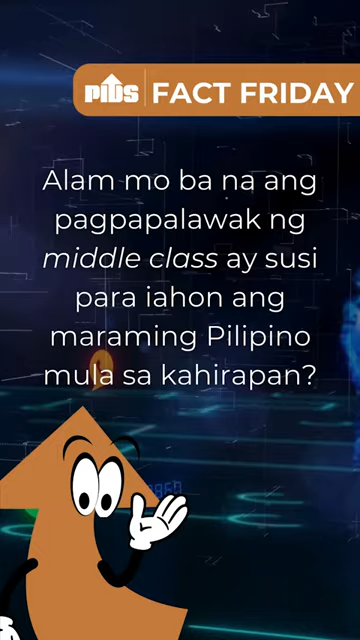 PIDS FACT FRIDAY
Alam mo ba na ang
pagpapalawak ng
middle class ay susi
para iahon ang
maraming Pilipino
mula sa kahirapan?